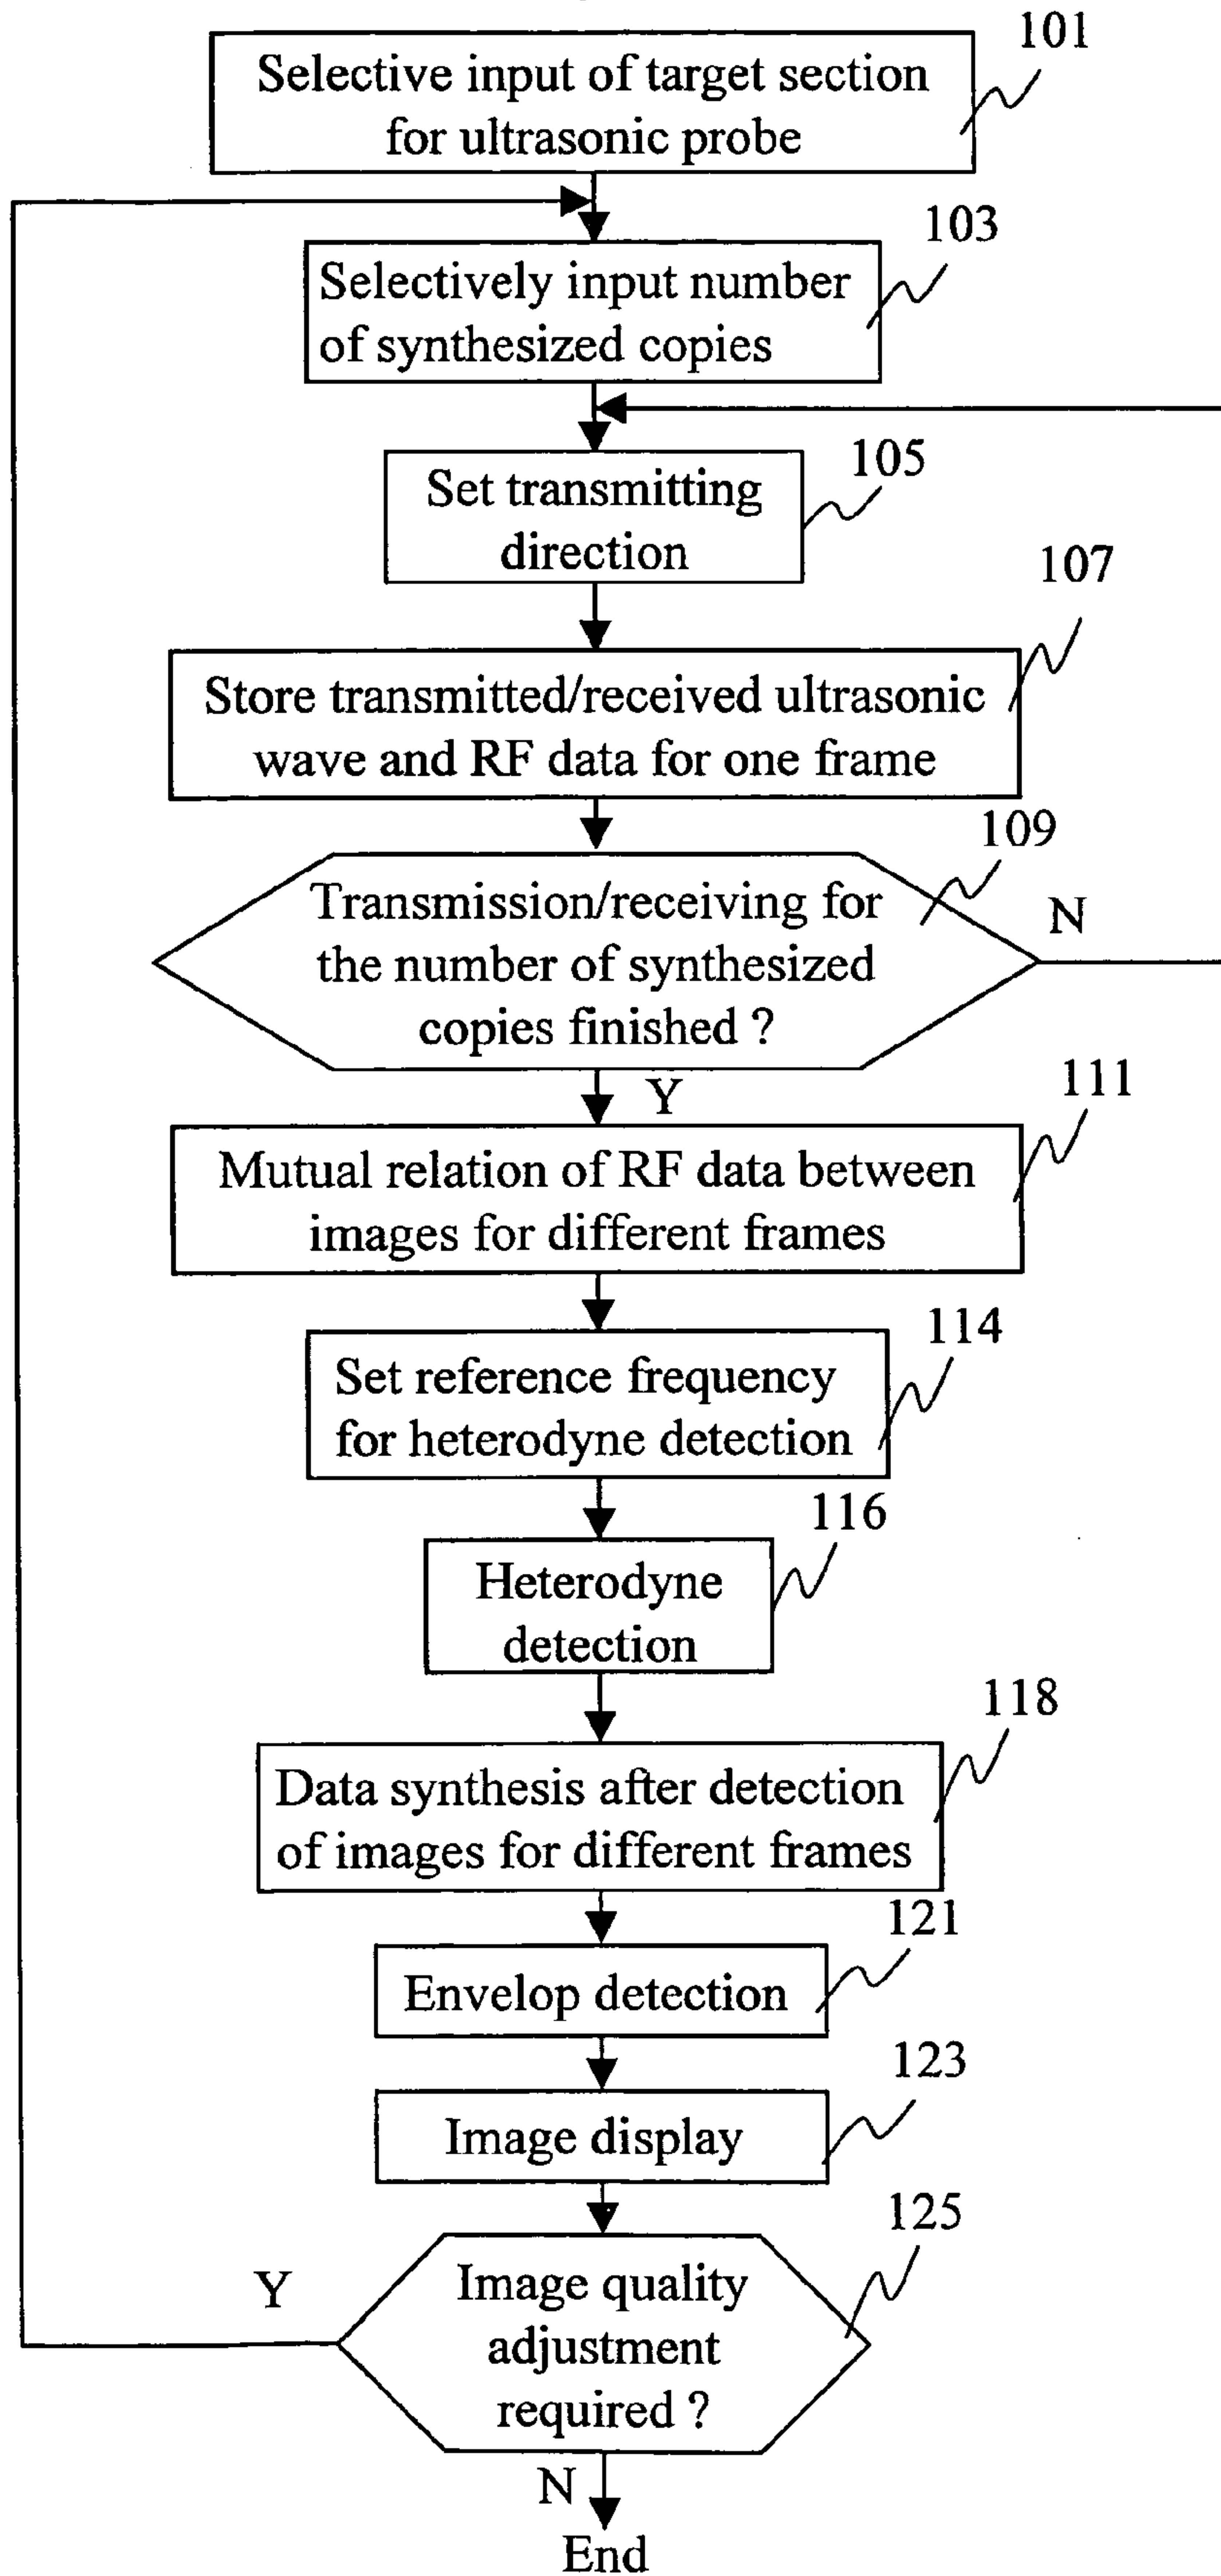 101
Selective input of target section
for ultrasonic probe
103
Selectively input number
of synthesized copies
105
Set transmitting
direction
107
Store transmitted/received ultrasonic
wave and RF data for one frame
109
Transmission/receiving for
the number of synthesized
copies finished ?
N
Y
111
Mutual relation of RF data between
images for different frames
114
Set reference frequency
for heterodyne detection
116
Heterodyne
detection
118
Data synthesis after detection
of images for different frames
121
Envelop detection
123
Image display
125
Image quality
adjustment
required ?
Y
N
End